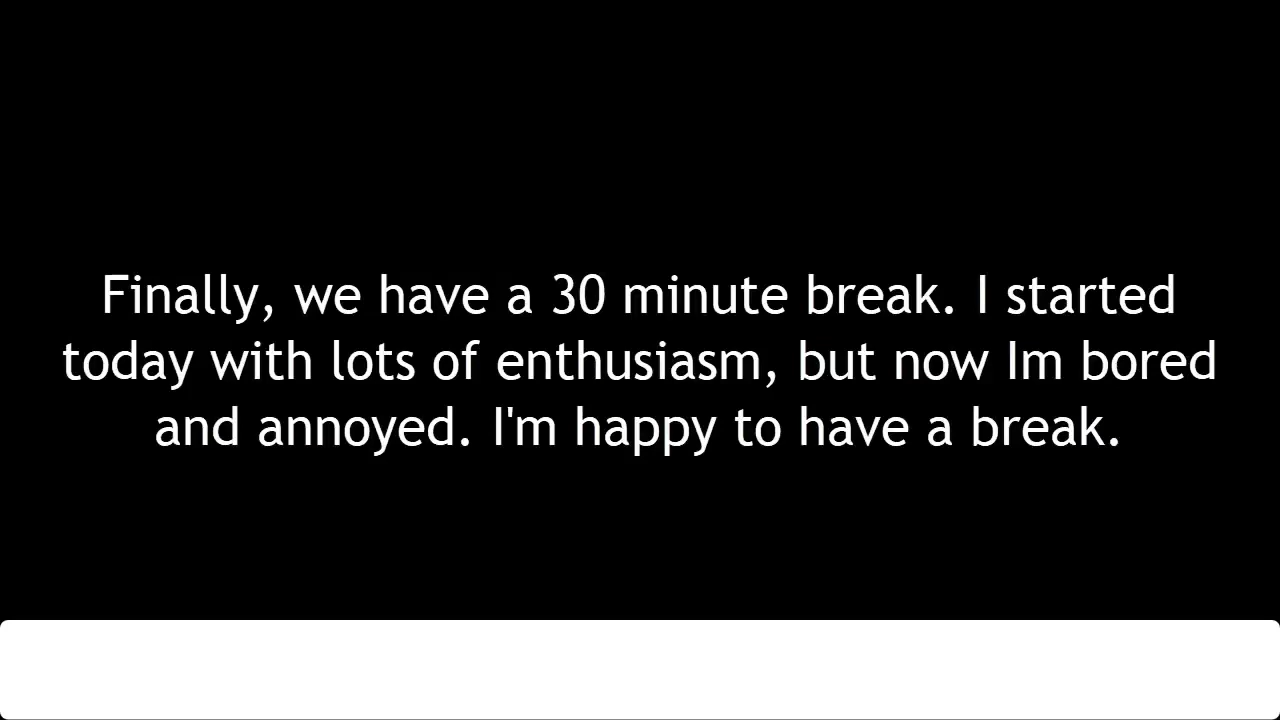 Finally, we have a 30 minute break. I started
today with lots of enthusiasm, but now Im bored
and annoyed. I'm happy to have a break.